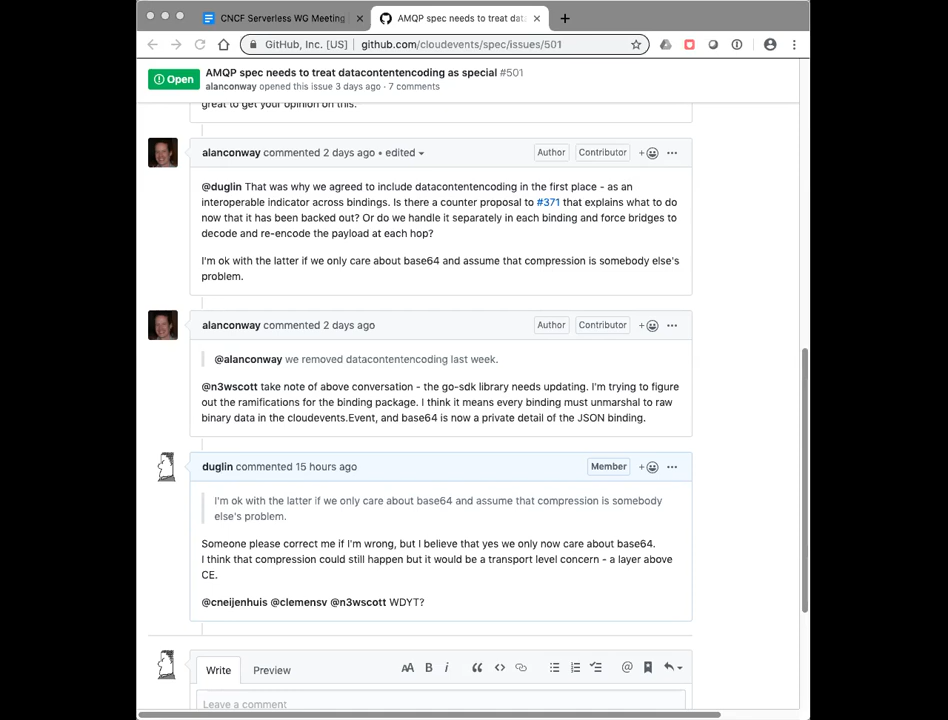 CNCF Serverless WG Meeting
AMQP spec needs to treat dat
GitHub, Inc. [US] | github.com/cloudevents/spec/issues/501
Open
AMQP spec needs to treat datacontentencoding as special #501
alanconway opened this issue 3 days ago · 7 comments
great to get your opinion on this.
alanconway commented 2 days ago • edited
Author
Contributor
@duglin That was why we agreed to include datacontentencoding in the first place - as an
interoperable indicator across bindings. Is there a counter proposal to #371 that explains what to do
now that it has been backed out? Or do we handle it separately in each binding and force bridges to
decode and re-encode the payload at each hop?
I'm ok with the latter if we only care about base64 and assume that compression is somebody else's
problem.
alanconway commented 2 days ago
Author
Contributor
@alanconway we removed datacontentencoding last week.
@n3wscott take note of above conversation - the go-sdk library needs updating. I'm trying to figure
out the ramifications for the binding package. I think it means every binding must unmarshal to raw
binary data in the cloudevents.Event, and base64 is now a private detail of the JSON binding.
duglin commented 15 hours ago
Member
I'm ok with the latter if we only care about base64 and assume that compression is somebody
else's problem.
Someone please correct me if I'm wrong, but I believe that yes we only now care about base64.
I think that compression could still happen but it would be a transport level concern - a layer above
CE.
@cneijenhuis @clemensv @n3wscott WDYT?
Write
Preview
AA B i
Leave a comment